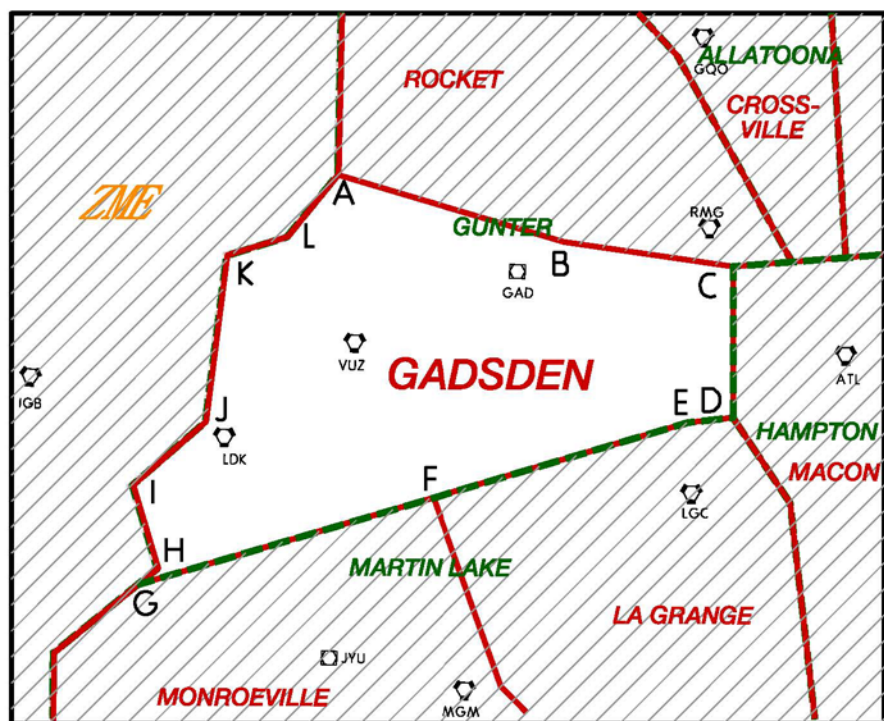 GQO
ALLATOONA
ROCKET
CROSS-
VILLE
A
ZME
RMG
GUNTER
L
B
K
C
GAD
VUZ
ATL
IGB
GADSDEN
J
E D
LDK
HAMPTON
MACON
F
I
LGC
H
MARTIN LAKE
G
LA GRANGE
JYU
MONROEVILLE
MGM